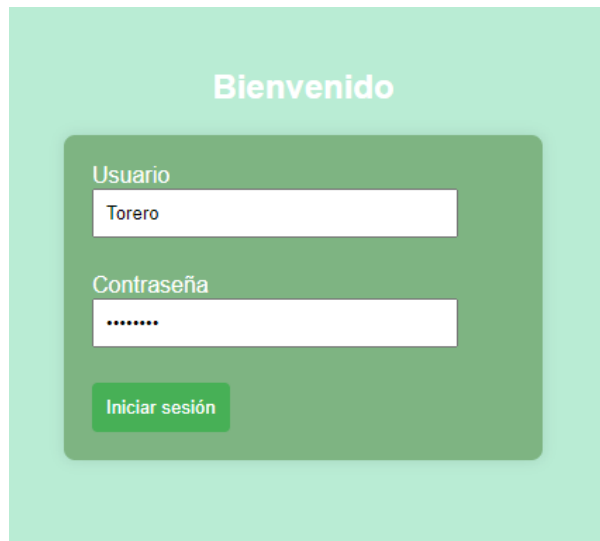 Bienvenido
Usuario
Torero
Contraseña
••••••••
Iniciar sesión